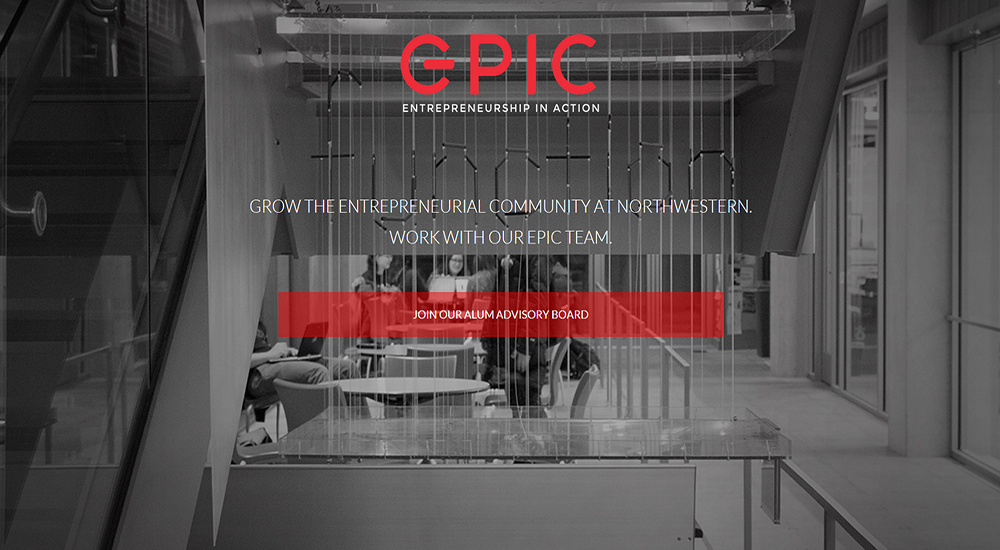 EPIC
ENTREPRENEURSHIP IN ACTION
function
GROW THE ENTREPRENEURIAL COMMUNITY AT NORTHWESTERN.
WORK WITH OUR EPIC TEAM.
JOIN OUR ALUM ADVISORY BOARD